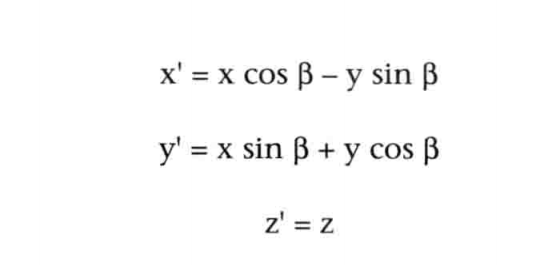 x' = x cos β – y sin β
y' = x sin β + y cos β
z' = z